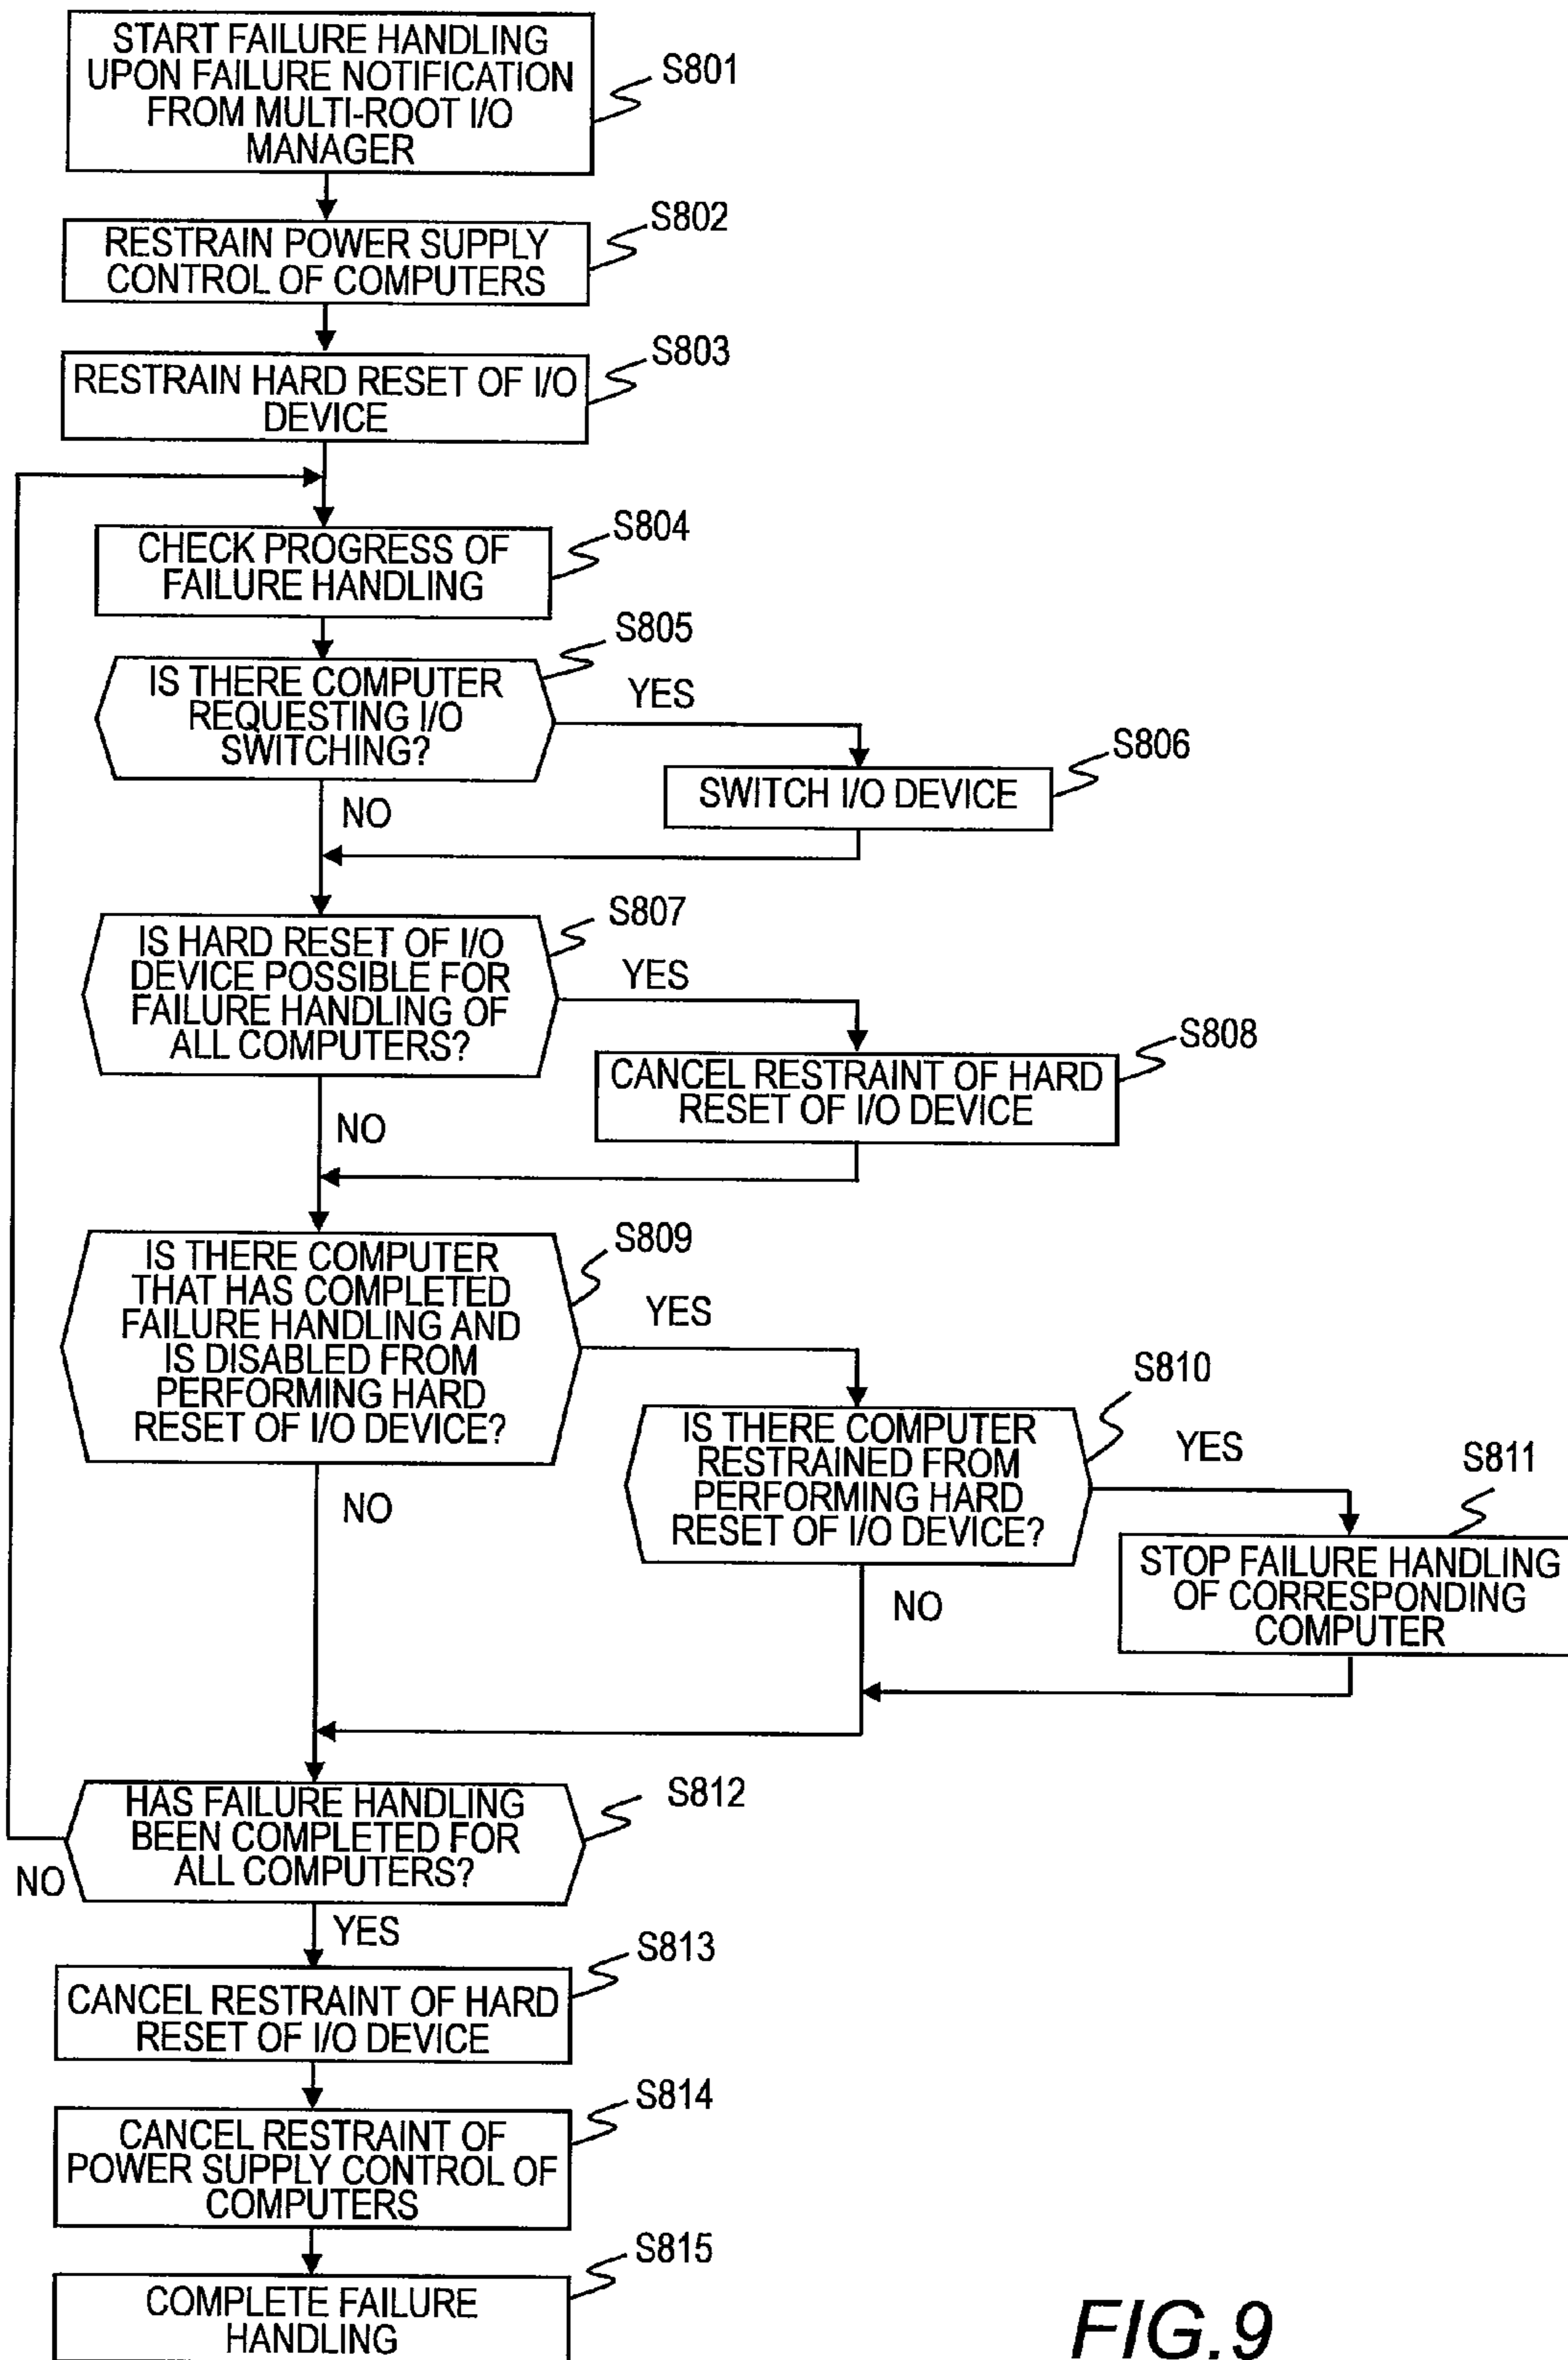 START FAILURE HANDLING
UPON FAILURE NOTIFICATION
FROM MULTI-ROOT I/O
MANAGER
S801
RESTRAIN POWER SUPPLY
CONTROL OF COMPUTERS
S802
RESTRAIN HARD RESET OF I/O
DEVICE
S803
CHECK PROGRESS OF
FAILURE HANDLING
S804
IS THERE COMPUTER
REQUESTING I/O
SWITCHING?
S805
YES
NO
SWITCH I/O DEVICE
S806
IS HARD RESET OF I/O
DEVICE POSSIBLE FOR
FAILURE HANDLING OF
ALL COMPUTERS?
S807
YES
NO
CANCEL RESTRAINT OF HARD
RESET OF I/O DEVICE
S808
IS THERE COMPUTER
THAT HAS COMPLETED
FAILURE HANDLING AND
IS DISABLED FROM
PERFORMING HARD
RESET OF I/O DEVICE?
S809
YES
NO
IS THERE COMPUTER
RESTRAINED FROM
PERFORMING HARD
RESET OF I/O DEVICE?
S810
YES
NO
STOP FAILURE HANDLING
OF CORRESPONDING
COMPUTER
S811
HAS FAILURE HANDLING
BEEN COMPLETED FOR
ALL COMPUTERS?
S812
NO
YES
CANCEL RESTRAINT OF HARD
RESET OF I/O DEVICE
S813
CANCEL RESTRAINT OF
POWER SUPPLY CONTROL OF
COMPUTERS
S814
COMPLETE FAILURE
HANDLING
S815
FIG.9